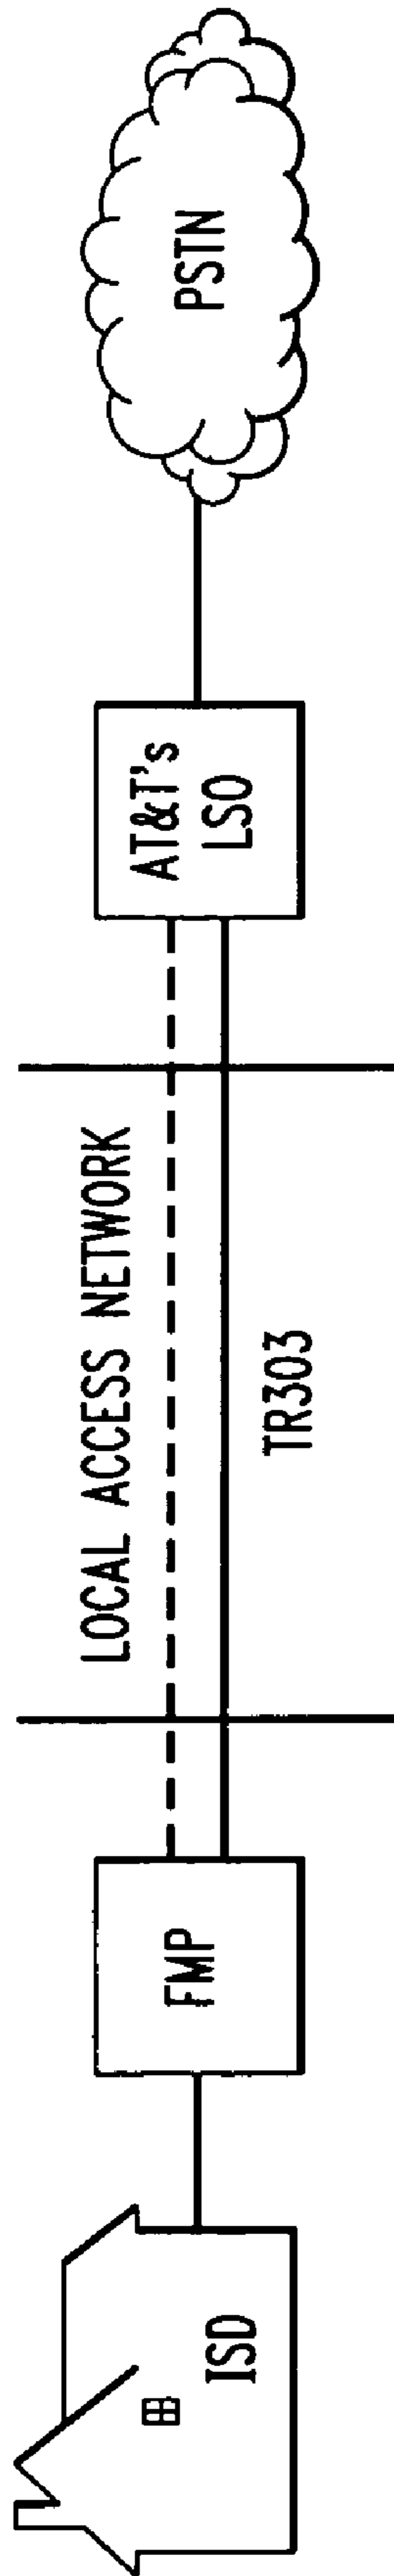 ISD
FMP
LOCAL ACCESS NETWORK
TR303
AT&T's
LSO
PSTN